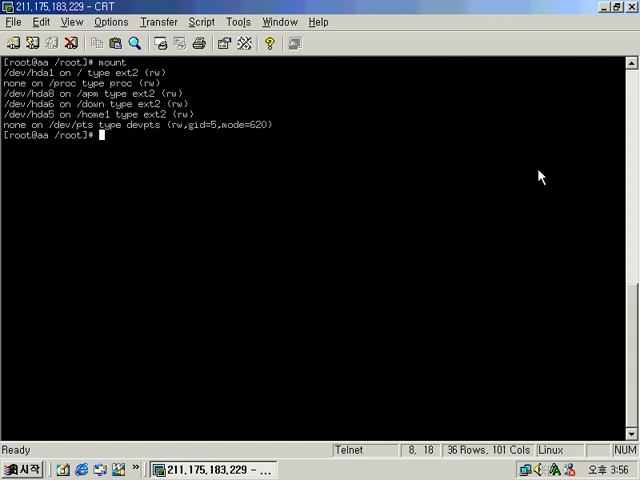 211,175,183,229 - CRT
File Edit View Options Transfer Script Tools Window Help
[root@aa /root]# mount
/dev/hda1 on / type ext2 (rw)
none on /proc type proc (rw)
/dev/hda8 on /apm type ext2 (rw)
/dev/hda6 on /down type ext2 (rw)
/dev/hda5 on /home1 type ext2 (rw)
none on /dev/pts type devpts (rw,gid=5,mode=620)
[root@aa /root]#
Ready Telnet 8, 18 36 Rows, 101 Cols Linux NUM
시작 » 211,175,183,229 - ... 오후 3:56